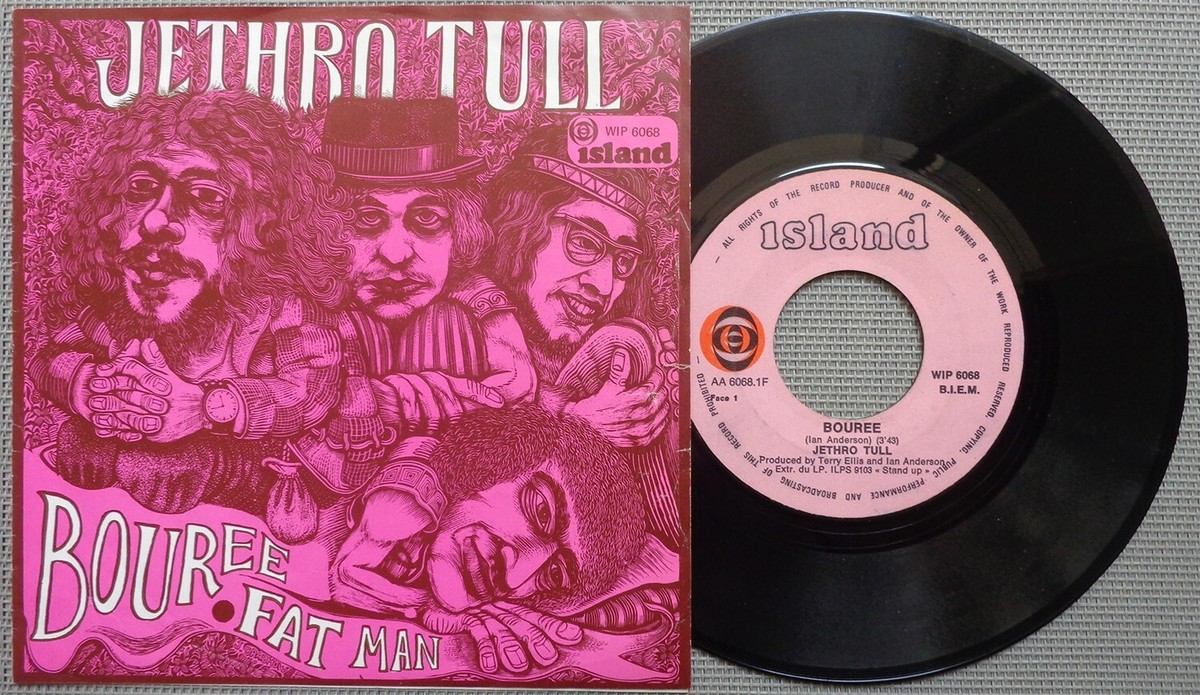 JETHRO TULL
WIP 6068
island
BOUREE
FAT MAN
ALL RIGHTS OF THE RECORD PRODUCER AND OF THE OWNER OF THE WORK REPRODUCED RESERVED, COPYING, PUBLIC PERFORMANCE AND BROADCASTING OF THIS RECORD PROHIBITED
island
AA 6068.1F
Face 1
WIP 6068
B.I.E.M.
BOUREE
(Ian Anderson) (3'43)
JETHRO TULL
Produced by Terry Ellis and Ian Anderson
Extr. du LP. ILPS 9103 « Stand up »